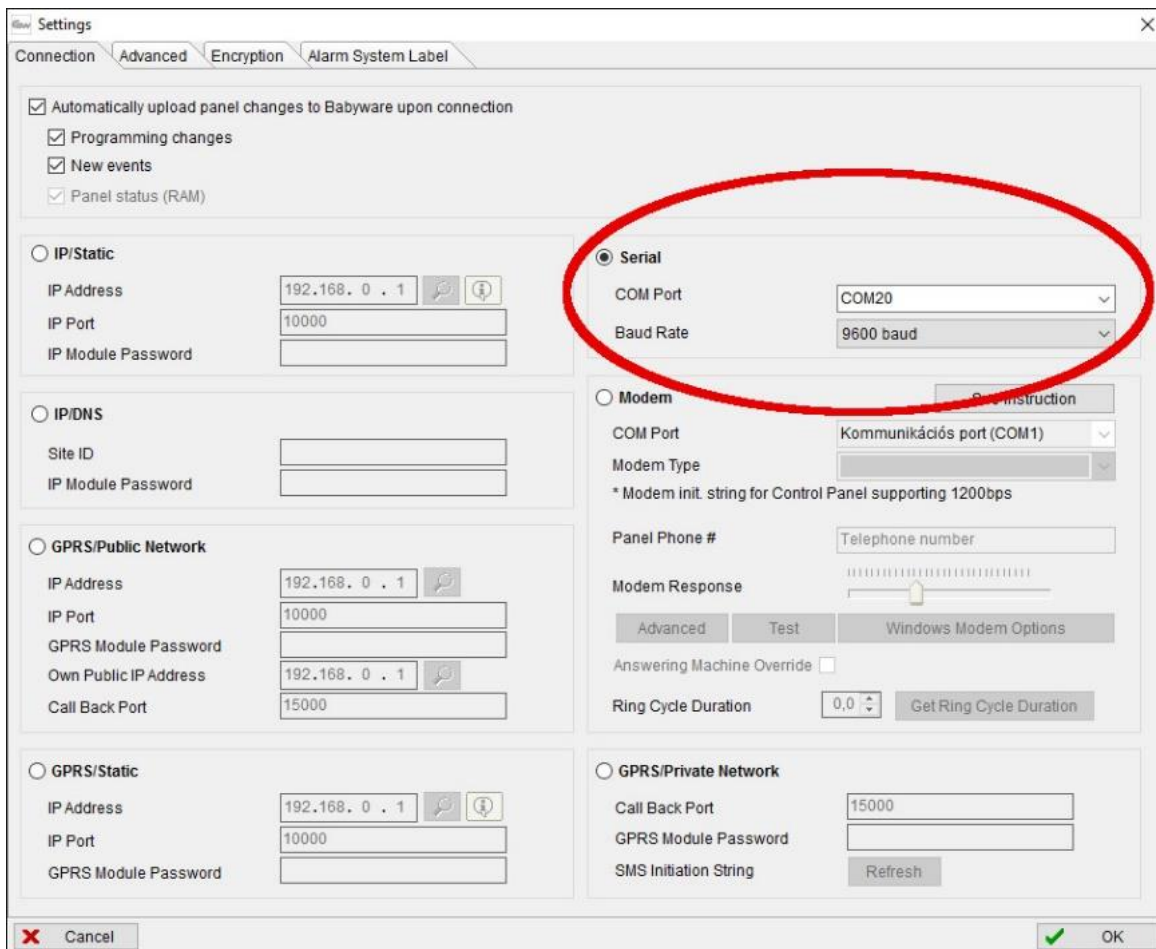 Settings
Connection Advanced Encryption Alarm System Label
Automatically upload panel changes to Babyware upon connection
Programming changes
New events
Panel status (RAM)
IP/Static
IP Address 192.168. 0 . 1
IP Port 10000
IP Module Password
IP/DNS
Site ID
IP Module Password
GPRS/Public Network
IP Address 192.168. 0 . 1
IP Port 10000
GPRS Module Password
Own Public IP Address 192.168. 0 . 1
Call Back Port 15000
GPRS/Static
IP Address 192.168. 0 . 1
IP Port 10000
GPRS Module Password
Serial
COM Port COM20
Baud Rate 9600 baud
Modem Instruction
COM Port Kommunikációs port (COM1)
Modem Type
* Modem init. string for Control Panel supporting 1200bps
Panel Phone # Telephone number
Modem Response
Advanced Test Windows Modem Options
Answering Machine Override
Ring Cycle Duration 0,0 Get Ring Cycle Duration
GPRS/Private Network
Call Back Port 15000
GPRS Module Password
SMS Initiation String Refresh
Cancel OK